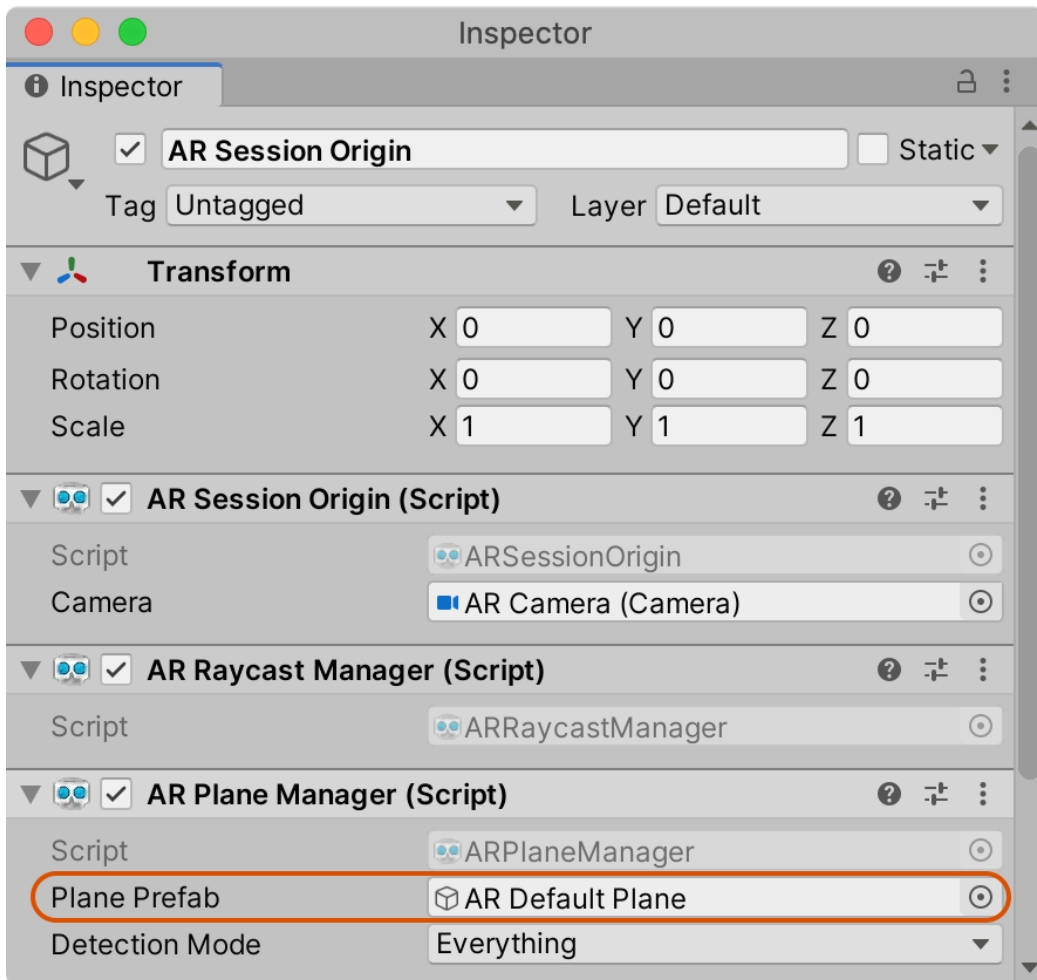 Inspector
Inspector
AR Session Origin Static
Tag Untagged Layer Default
Transform
Position X 0 Y 0 Z 0
Rotation X 0 Y 0 Z 0
Scale X 1 Y 1 Z 1
AR Session Origin (Script)
Script ARSessionOrigin
Camera AR Camera (Camera)
AR Raycast Manager (Script)
Script ARRaycastManager
AR Plane Manager (Script)
Script ARPlaneManager
Plane Prefab AR Default Plane
Detection Mode Everything